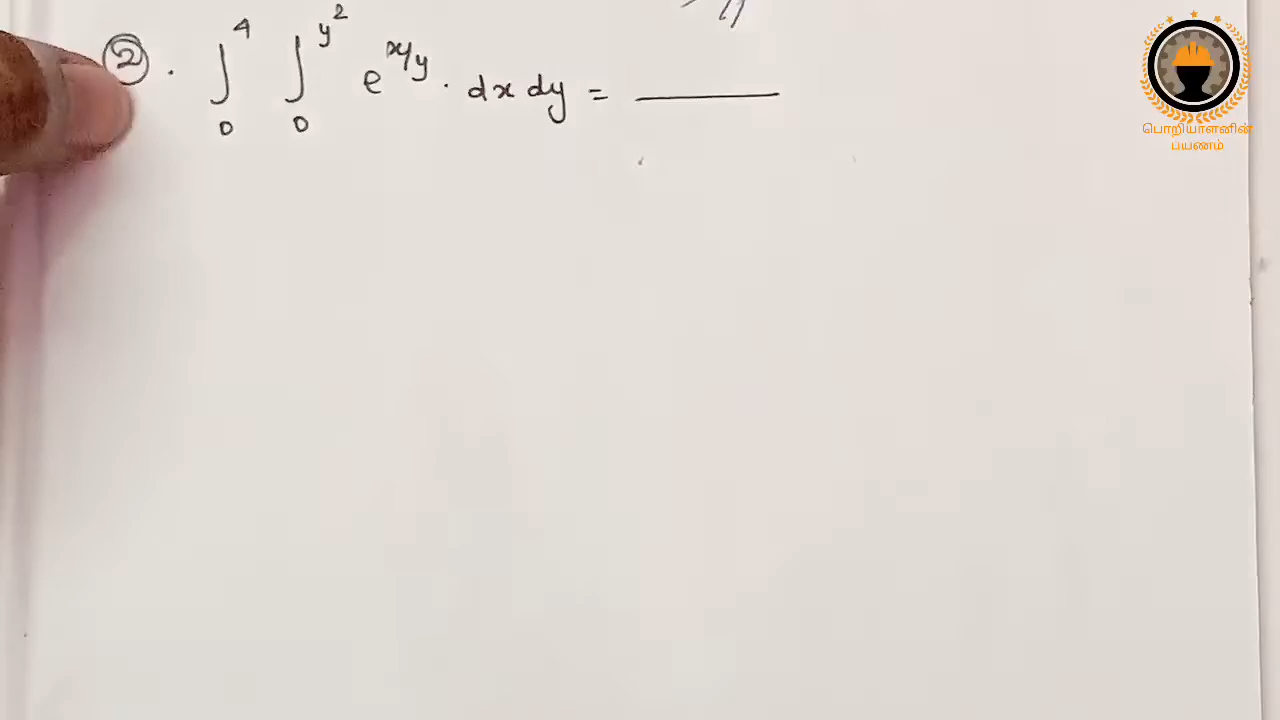 ② . ∫₀⁴ ∫₀^y² e^x/y . dx dy = ______
பொறியாளனின்
பயணம்